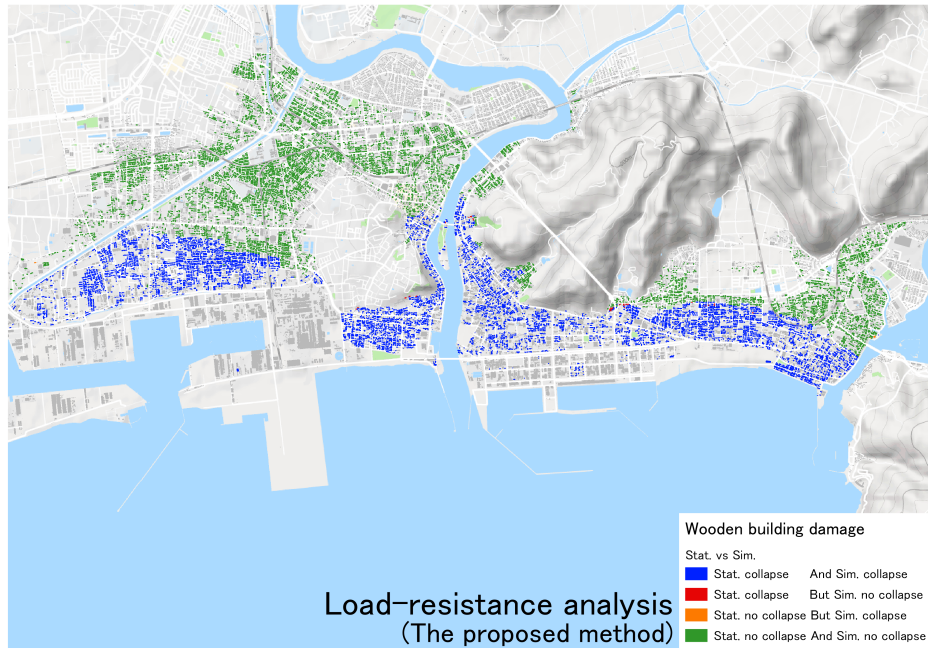 Load-resistance analysis
(The proposed method)
Wooden building damage
Stat. vs Sim.
Stat. collapse And Sim. collapse
Stat. collapse But Sim. no collapse
Stat. no collapse But Sim. collapse
Stat. no collapse And Sim. no collapse